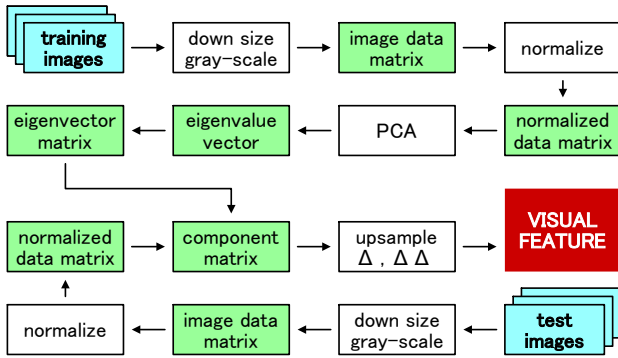 training
images
down size
gray-scale
image data
matrix
normalize
eigenvector
matrix
eigenvalue
vector
PCA
normalized
data matrix
normalized
data matrix
component
matrix
upsample
Δ , Δ Δ
VISUAL
FEATURE
normalize
image data
matrix
down size
gray-scale
test
images